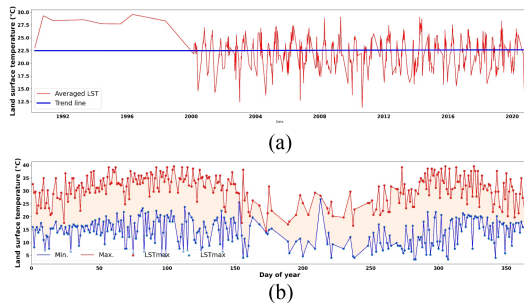 Land surface temperature (°C)
30.0
27.5
25.0
22.5
20.0
17.5
15.0
12.5
Averaged LST
Trend line
1992 1996 2000 2004 2008 2012 2016 2020
Date
(a)
Land surface temperature (°C)
40
35
30
25
20
15
10
5
Min. Max. LSTmax LSTmax
0 50 100 150 200 250 300 350
Day of year
(b)